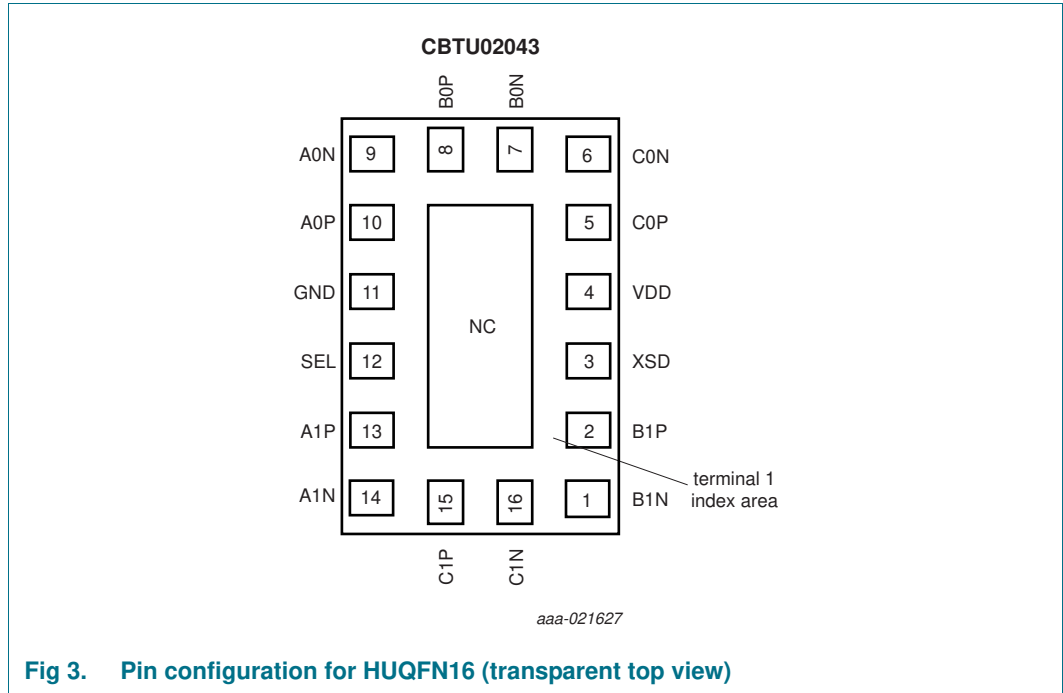 CBTU02043
B0P B0N
A0N 9 8 7 6 C0N
A0P 10 5 C0P
GND 11 4 VDD
NC
SEL 12 3 XSD
A1P 13 2 B1P
terminal 1
index area
A1N 14 15 16 1 B1N
C1P C1N
aaa-021627
Fig 3. Pin configuration for HUQFN16 (transparent top view)